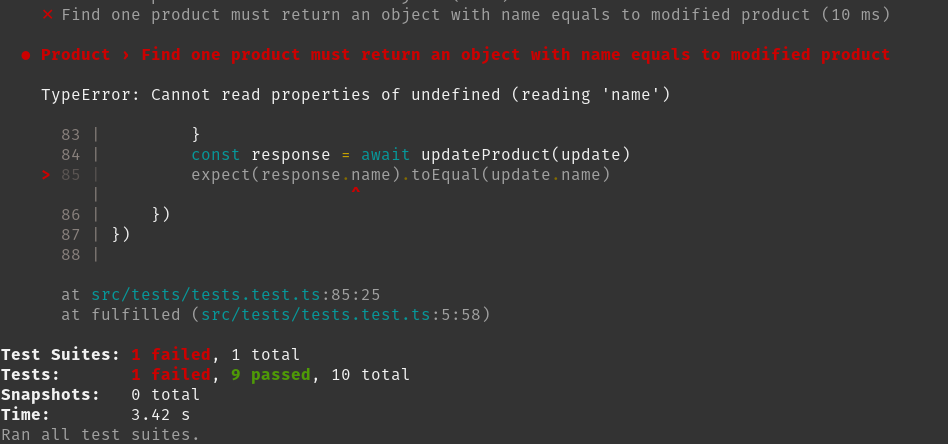 ✕ Find one product must return an object with name equals to modified product (10 ms)
● Product › Find one product must return an object with name equals to modified product
TypeError: Cannot read properties of undefined (reading 'name')
83 |         }
84 |         const response = await updateProduct(update)
> 85 |         expect(response.name).toEqual(update.name)
|                         ^
86 |     })
87 | })
88 |
at src/tests/tests.test.ts:85:25
at fulfilled (src/tests/tests.test.ts:5:58)
Test Suites: 1 failed, 1 total
Tests:       1 failed, 9 passed, 10 total
Snapshots:   0 total
Time:        3.42 s
Ran all test suites.